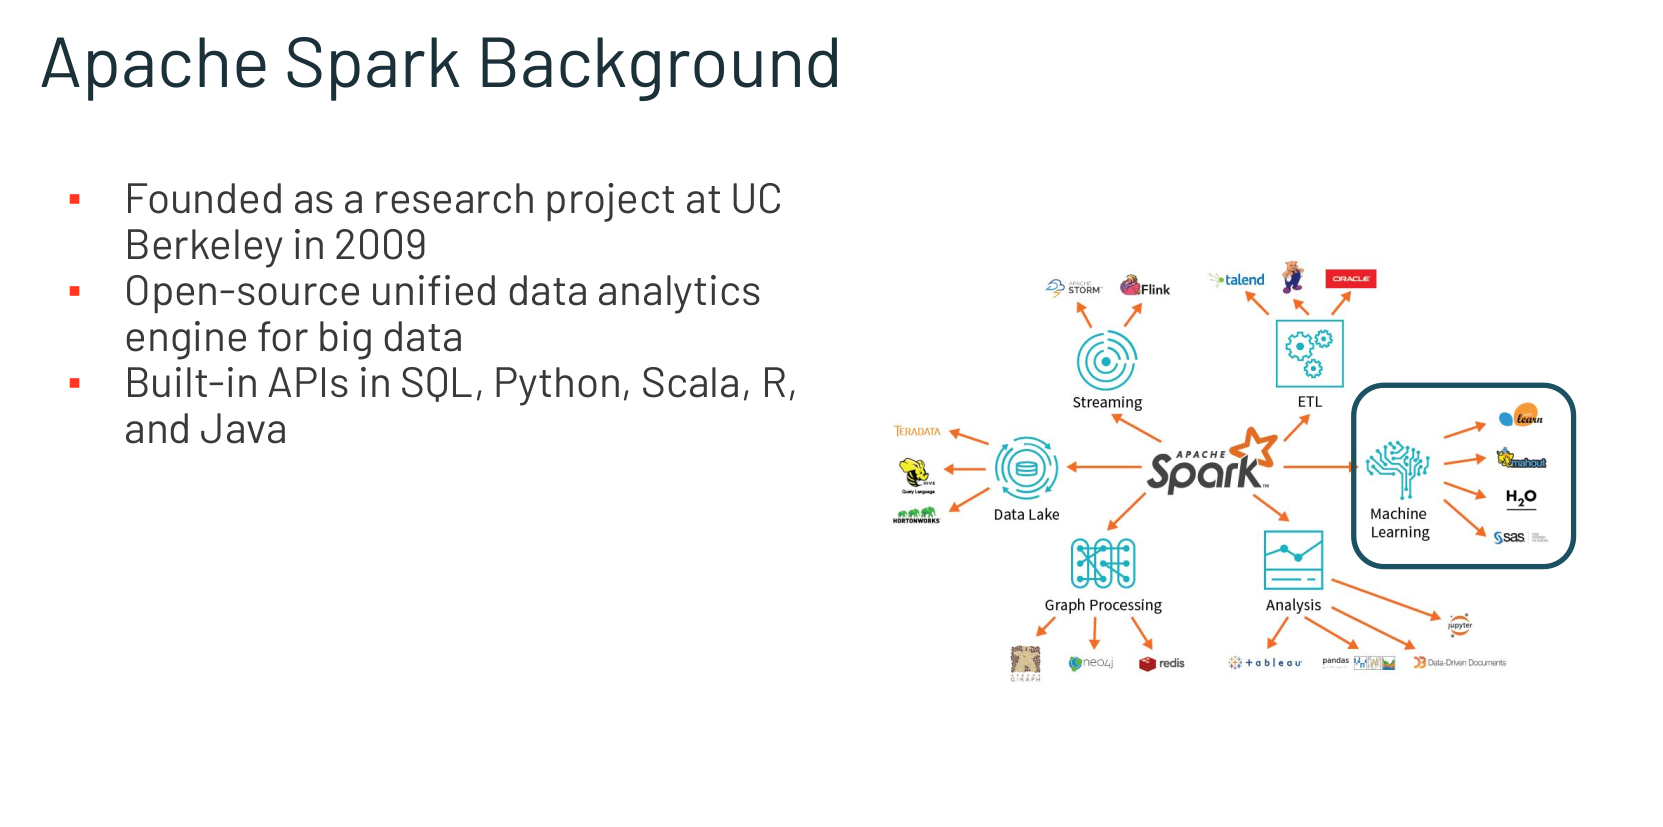 Apache Spark Background
Founded as a research project at UC
Berkeley in 2009
Open-source unified data analytics
engine for big data
Built-in APIs in SQL, Python, Scala, R,
and Java
APACHE
STORM
Flink
talend
ORACLE
Streaming
ETL
TERADATA
HIVE
Query Language
HORTONWORKS
Data Lake
APACHE
Spark™
Machine
Learning
learn
mahout
H2O
sas
Graph Processing
Analysis
APACHE
GIRAPH
neo4j
redis
+ableau
pandas
Data-Driven Documents
jupyter